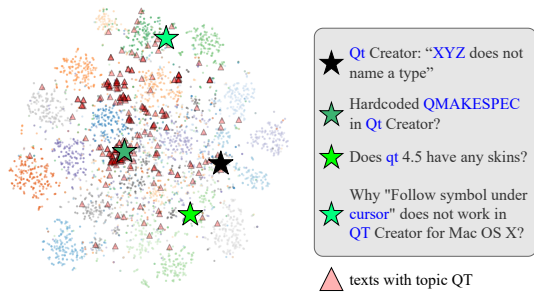 Qt Creator: “XYZ does not
name a type”
Hardcoded QMAKESPEC
in Qt Creator?
Does qt 4.5 have any skins?
Why "Follow symbol under
cursor" does not work in
QT Creator for Mac OS X?
texts with topic QT